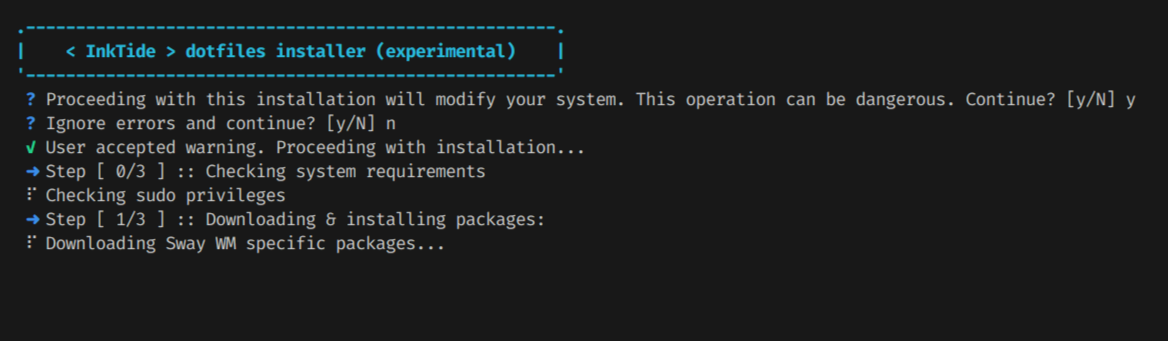 .-----------------------------------------------------.
|    < InkTide > dotfiles installer (experimental)    |
'-----------------------------------------------------'
? Proceeding with this installation will modify your system. This operation can be dangerous. Continue? [y/N] y
? Ignore errors and continue? [y/N] n
√ User accepted warning. Proceeding with installation...
➜ Step [ 0/3 ] :: Checking system requirements
⠏ Checking sudo privileges
➜ Step [ 1/3 ] :: Downloading & installing packages:
⠏ Downloading Sway WM specific packages...